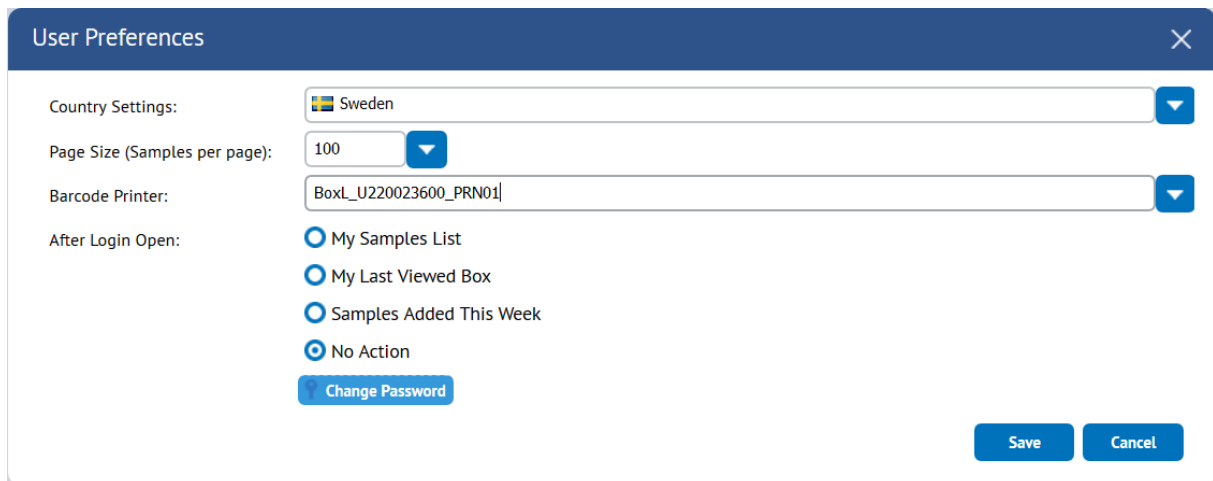 User Preferences
Country Settings: Sweden
Page Size (Samples per page): 100
Barcode Printer: BoxL_U220023600_PRN01
After Login Open: My Samples List
My Last Viewed Box
Samples Added This Week
No Action
Change Password
Save Cancel